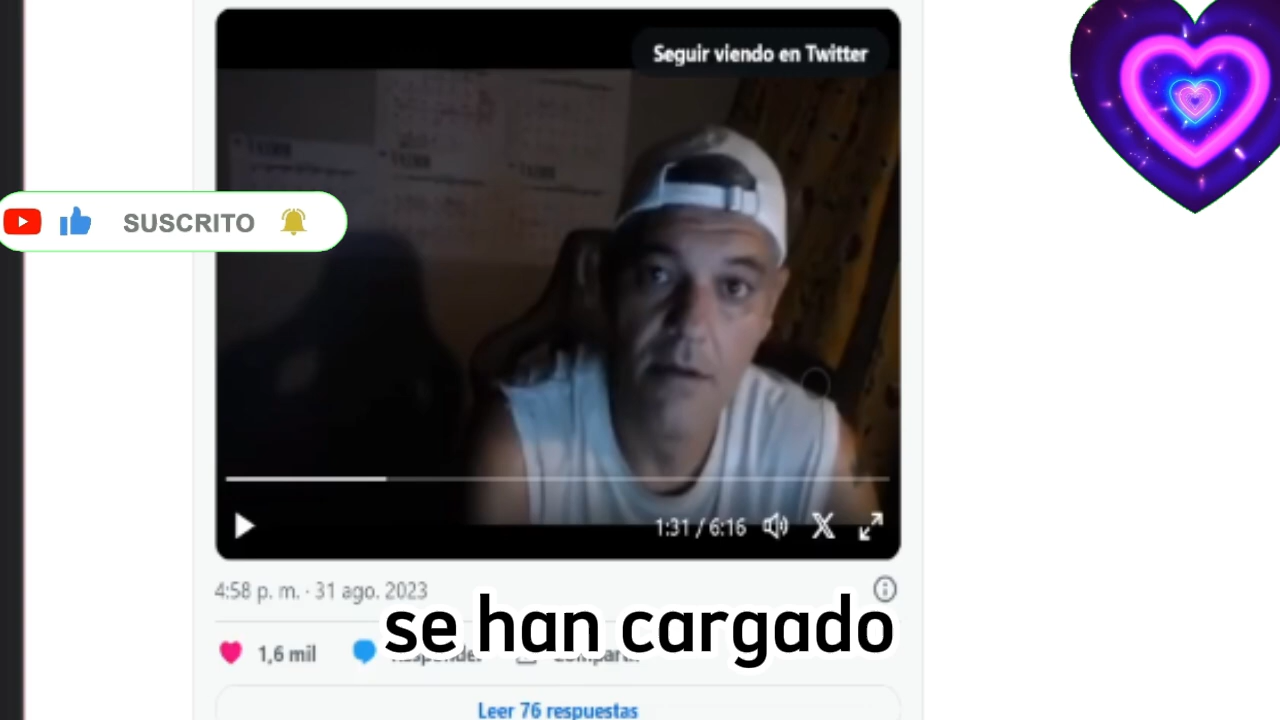 Seguir viendo en Twitter
SUSCRITO
1:31 / 6:16
4:58 p. m. · 31 ago. 2023
se han cargado
1,6 mil
Leer 76 respuestas